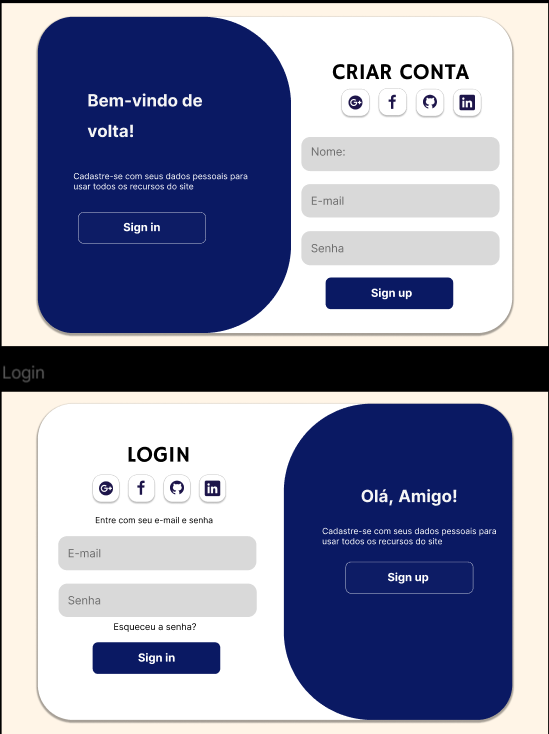 Bem-vindo de
volta!
Cadastre-se com seus dados pessoais para
usar todos os recursos do site
Sign in
CRIAR CONTA
G+ f in
Nome:
E-mail
Senha
Sign up
Login
LOGIN
G+ f in
Entre com seu e-mail e senha
E-mail
Senha
Esqueceu a senha?
Sign in
Olá, Amigo!
Cadastre-se com seus dados pessoais para
usar todos os recursos do site
Sign up